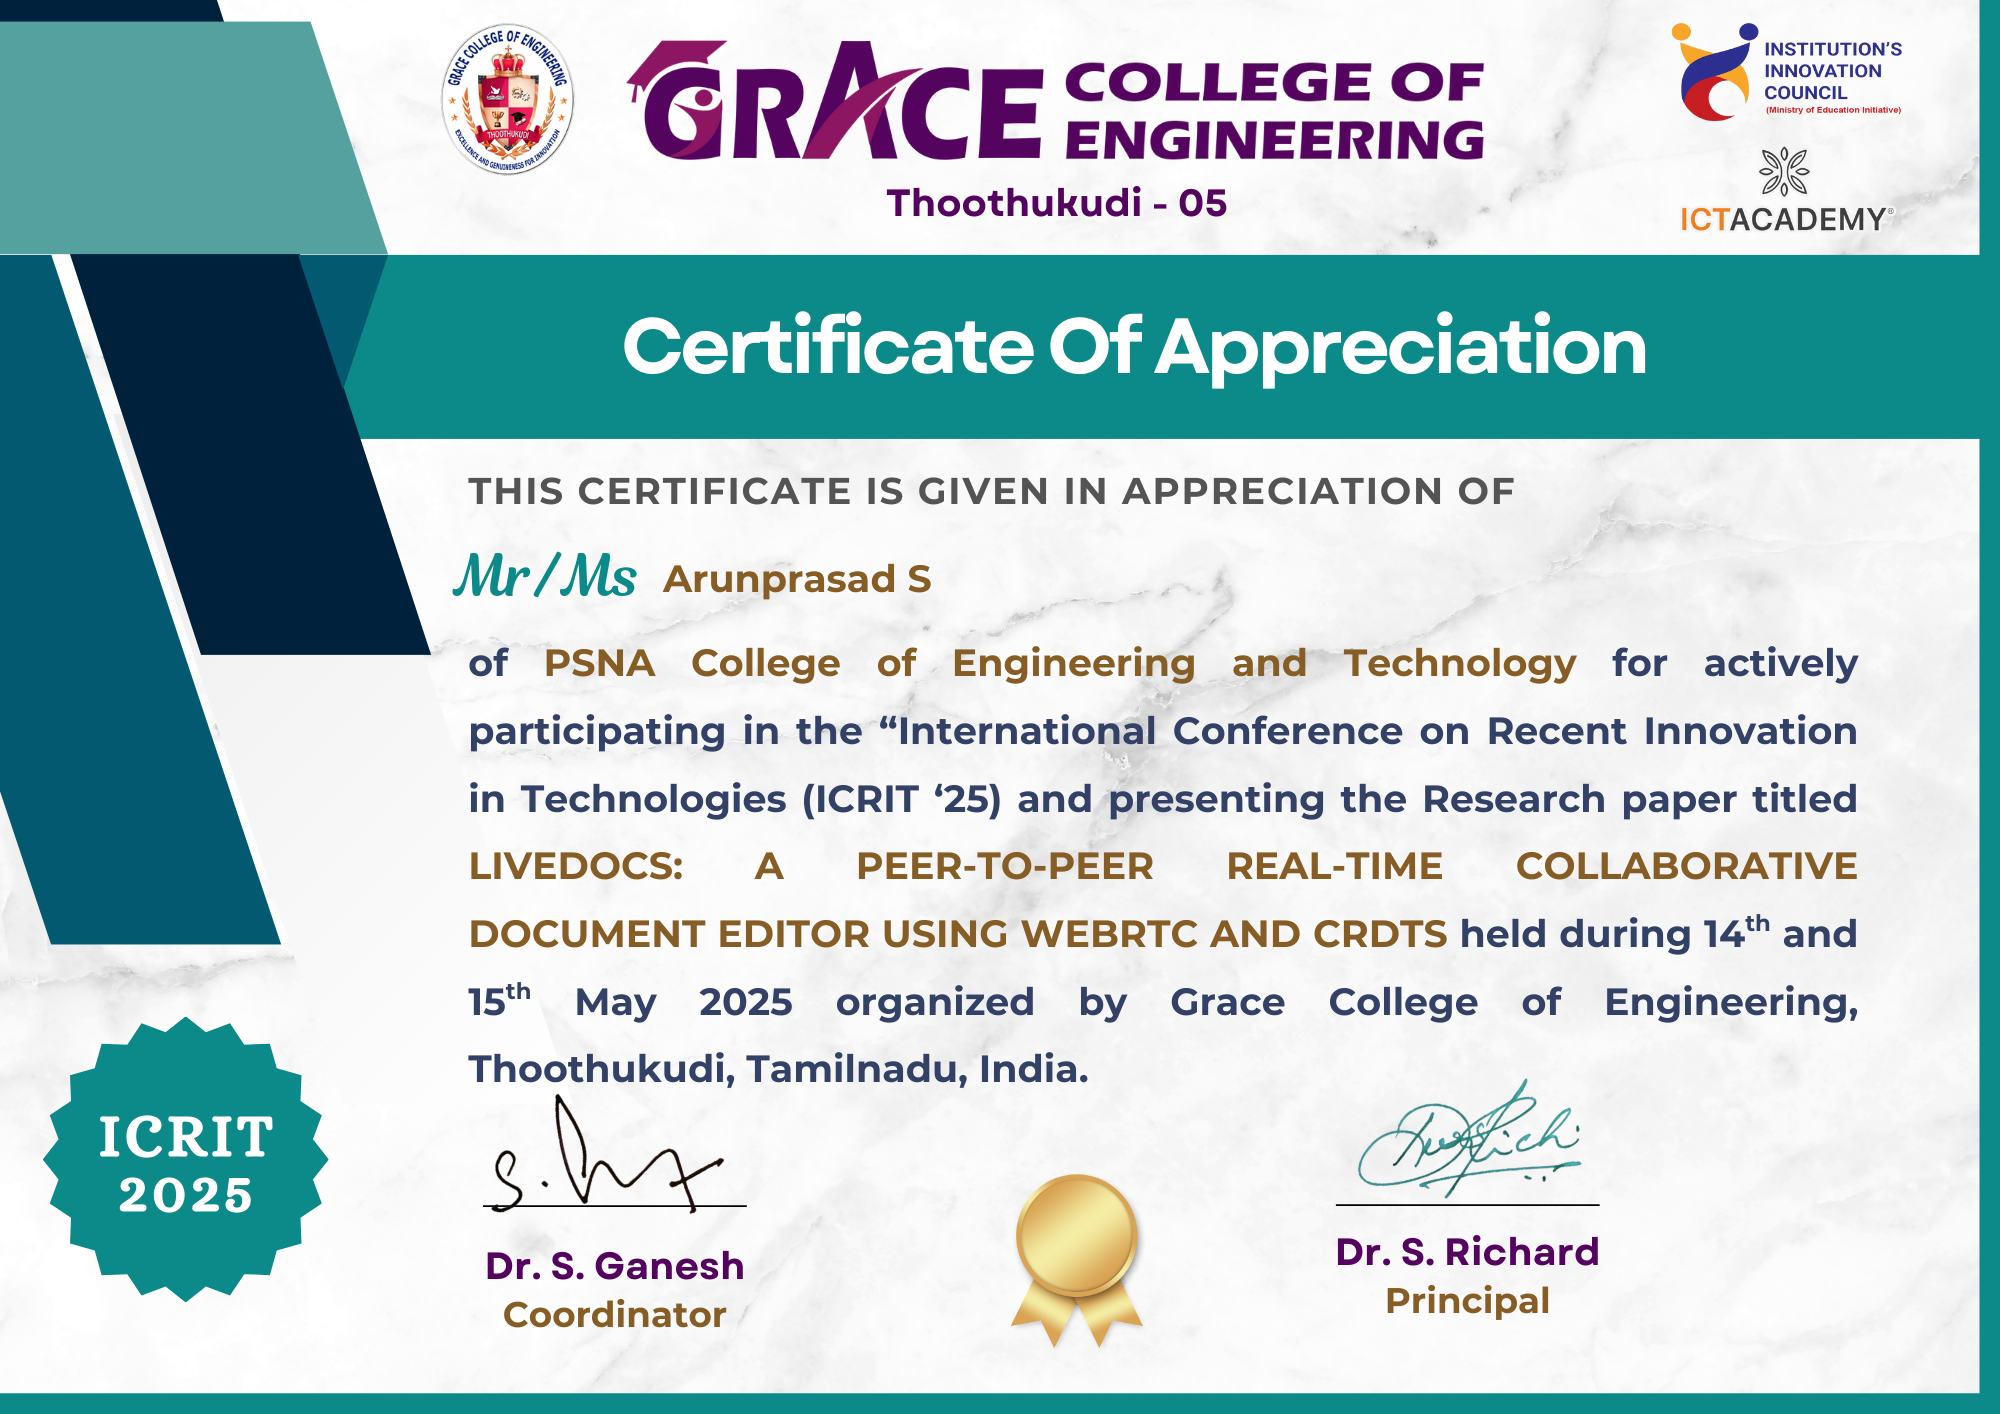 GRACE COLLEGE OF ENGINEERING
THOOTHUKUDI
EXCELLENCE AND GENUINENESS FOR INNOVATION
GRACE COLLEGE OF
ENGINEERING
Thoothukudi - 05
INSTITUTION'S
INNOVATION
COUNCIL
(Ministry of Education Initiative)
ICTACADEMY®
Certificate Of Appreciation
THIS CERTIFICATE IS GIVEN IN APPRECIATION OF
Mr/Ms Arunprasad S
of PSNA College of Engineering and Technology for actively
participating in the “International Conference on Recent Innovation
in Technologies (ICRIT ‘25) and presenting the Research paper titled
LIVEDOCS: A PEER-TO-PEER REAL-TIME COLLABORATIVE
DOCUMENT EDITOR USING WEBRTC AND CRDTS held during 14th and
15th May 2025 organized by Grace College of Engineering,
Thoothukudi, Tamilnadu, India.
ICRIT
2025
Dr. S. Ganesh
Coordinator
Dr. S. Richard
Principal